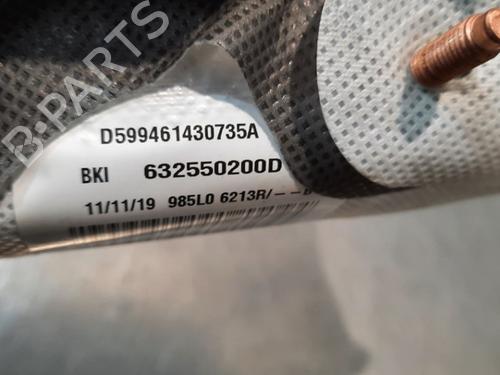 B-PARTS
D599461430735A
BKI 632550200D
11/11/19 985L0 6213R/--